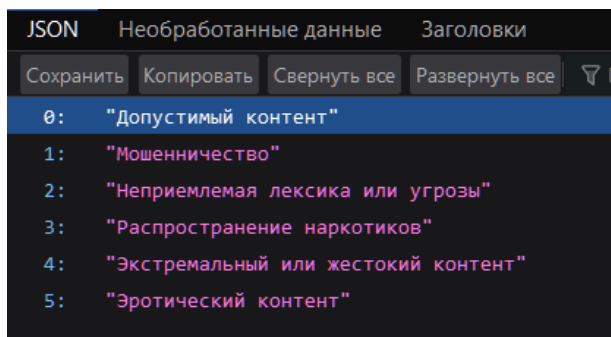 JSON Необработанные данные Заголовки
Сохранить Копировать Свернуть все Развернуть все
0: "Допустимый контент"
1: "Мошенничество"
2: "Неприемлемая лексика или угрозы"
3: "Распространение наркотиков"
4: "Экстремальный или жестокий контент"
5: "Эротический контент"